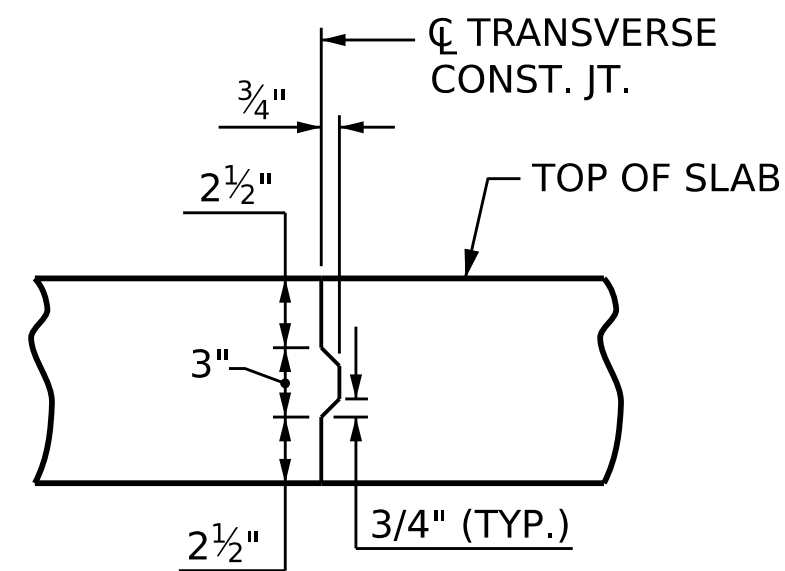 ℄ TRANSVERSE
CONST. JT.
¾"
TOP OF SLAB
2½"
3"
3/4" (TYP.)
2½"